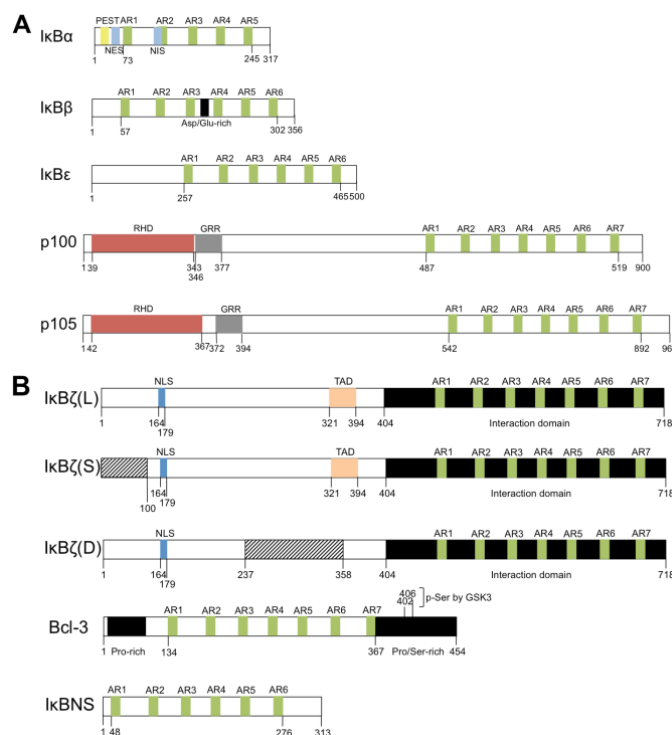 A
IκBα
PEST AR1 AR2 AR3 AR4 AR5
NES NIS
1 73 245 317
IκBβ
AR1 AR2 AR3 AR4 AR5 AR6
Asp/Glu-rich
1 57 302 356
IκBε
AR1 AR2 AR3 AR4 AR5 AR6
1 257 465 500
p100
RHD GRR AR1 AR2 AR3 AR4 AR5 AR6 AR7
1 39 343 377 487 519 900
346
p105
RHD GRR AR1 AR2 AR3 AR4 AR5 AR6 AR7
1 42 367 372 394 542 892 96
B
IκBζ(L)
NLS TAD AR1 AR2 AR3 AR4 AR5 AR6 AR7
1 164 321 394 404 Interaction domain 718
179
IκBζ(S)
NLS TAD AR1 AR2 AR3 AR4 AR5 AR6 AR7
164 321 394 404 Interaction domain 718
179
100
IκBζ(D)
NLS AR1 AR2 AR3 AR4 AR5 AR6 AR7
1 164 237 358 404 Interaction domain 718
179
406
402
p-Ser by GSK3
Bcl-3
AR1 AR2 AR3 AR4 AR5 AR6 AR7
1 Pro-rich 134 367 Pro/Ser-rich 454
IκBNS
AR1 AR2 AR3 AR4 AR5 AR6
1 48 276 313